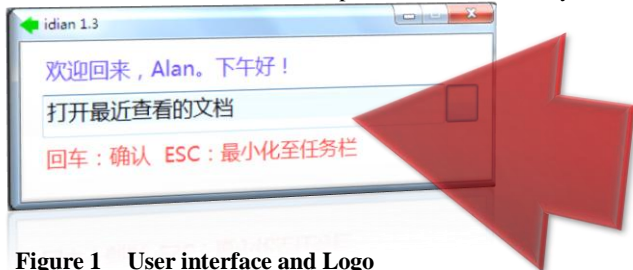 idian 1.3
欢迎回来，Alan。下午好！
打开最近查看的文档
回车：确认 ESC：最小化至任务栏
Figure 1 User interface and Logo